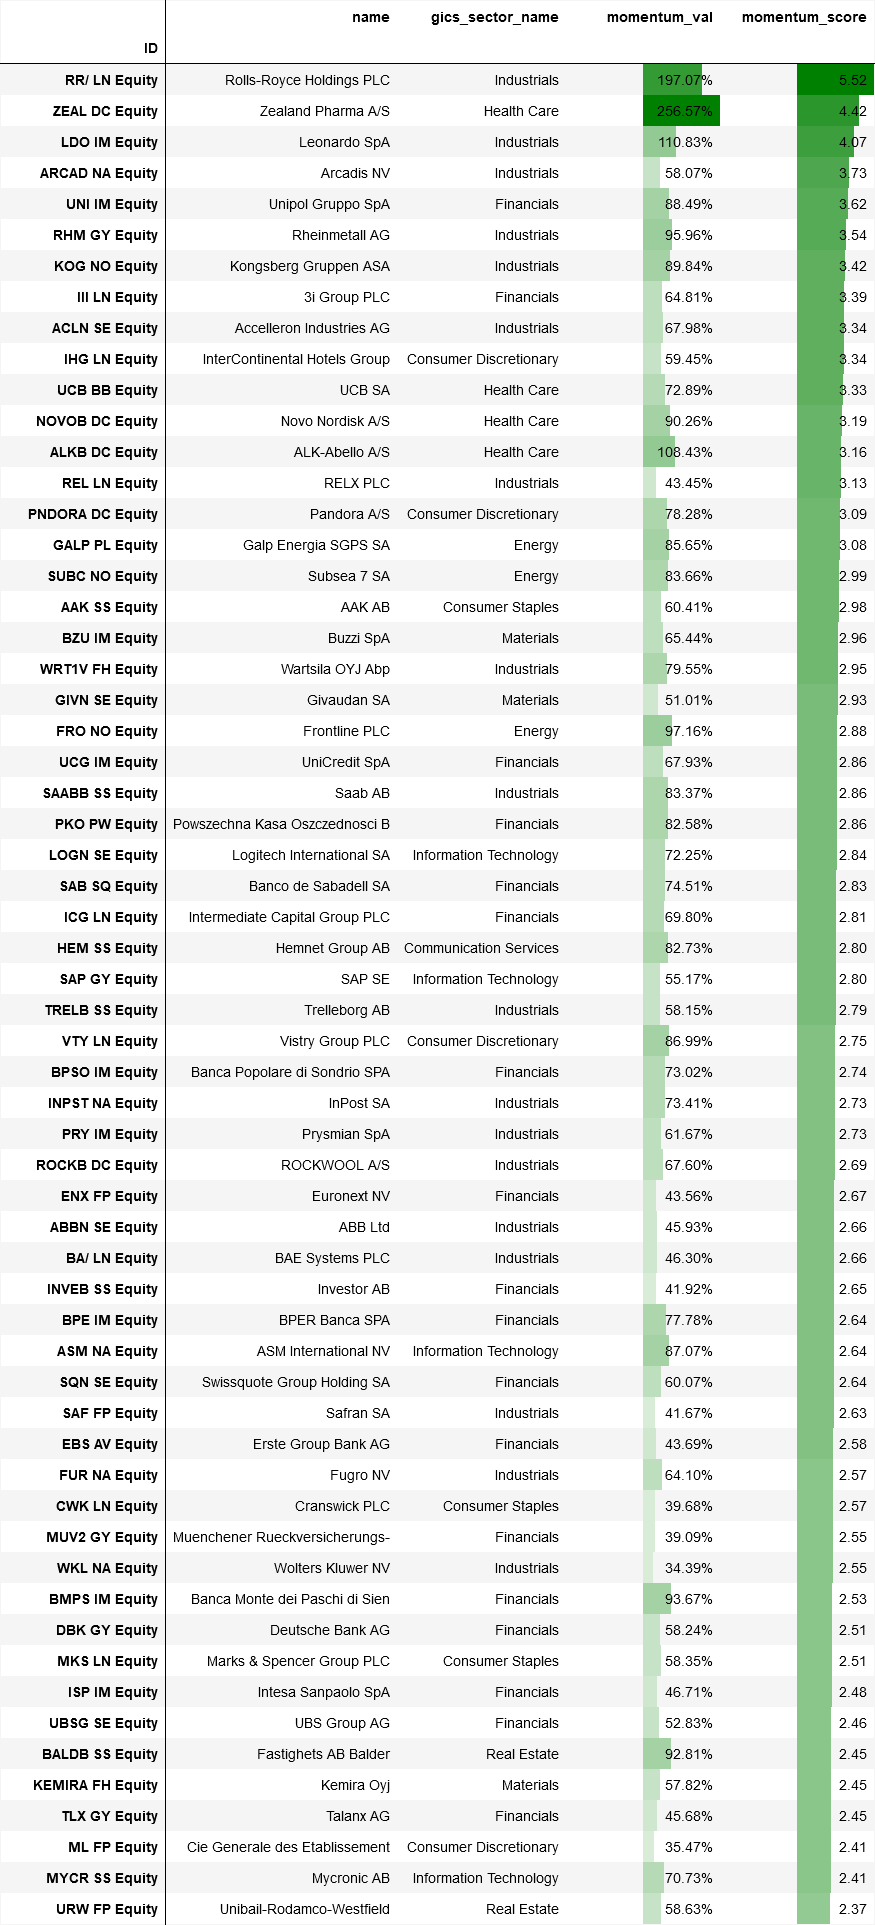 name gics_sector_name momentum_val momentum_score
ID
RR/ LN Equity Rolls-Royce Holdings PLC Industrials 197.07% 5.52
ZEAL DC Equity Zealand Pharma A/S Health Care 256.57% 4.42
LDO IM Equity Leonardo SpA Industrials 110.83% 4.07
ARCAD NA Equity Arcadis NV Industrials 58.07% 3.73
UNI IM Equity Unipol Gruppo SpA Financials 88.49% 3.62
RHM GY Equity Rheinmetall AG Industrials 95.96% 3.54
KOG NO Equity Kongsberg Gruppen ASA Industrials 89.84% 3.42
III LN Equity 3i Group PLC Financials 64.81% 3.39
ACLN SE Equity Accelleron Industries AG Industrials 67.98% 3.34
IHG LN Equity InterContinental Hotels Group Consumer Discretionary 59.45% 3.34
UCB BB Equity UCB SA Health Care 72.89% 3.33
NOVOB DC Equity Novo Nordisk A/S Health Care 90.26% 3.19
ALKB DC Equity ALK-Abello A/S Health Care 108.43% 3.16
REL LN Equity RELX PLC Industrials 43.45% 3.13
PNDORA DC Equity Pandora A/S Consumer Discretionary 78.28% 3.09
GALP PL Equity Galp Energia SGPS SA Energy 85.65% 3.08
SUBC NO Equity Subsea 7 SA Energy 83.66% 2.99
AAK SS Equity AAK AB Consumer Staples 60.41% 2.98
BZU IM Equity Buzzi SpA Materials 65.44% 2.96
WRT1V FH Equity Wartsila OYJ Abp Industrials 79.55% 2.95
GIVN SE Equity Givaudan SA Materials 51.01% 2.93
FRO NO Equity Frontline PLC Energy 97.16% 2.88
UCG IM Equity UniCredit SpA Financials 67.93% 2.86
SAABB SS Equity Saab AB Industrials 83.37% 2.86
PKO PW Equity Powszechna Kasa Oszczednosci B Financials 82.58% 2.86
LOGN SE Equity Logitech International SA Information Technology 72.25% 2.84
SAB SQ Equity Banco de Sabadell SA Financials 74.51% 2.83
ICG LN Equity Intermediate Capital Group PLC Financials 69.80% 2.81
HEM SS Equity Hemnet Group AB Communication Services 82.73% 2.80
SAP GY Equity SAP SE Information Technology 55.17% 2.80
TRELB SS Equity Trelleborg AB Industrials 58.15% 2.79
VTY LN Equity Vistry Group PLC Consumer Discretionary 86.99% 2.75
BPSO IM Equity Banca Popolare di Sondrio SPA Financials 73.02% 2.74
INPST NA Equity InPost SA Industrials 73.41% 2.73
PRY IM Equity Prysmian SpA Industrials 61.67% 2.73
ROCKB DC Equity ROCKWOOL A/S Industrials 67.60% 2.69
ENX FP Equity Euronext NV Financials 43.56% 2.67
ABBN SE Equity ABB Ltd Industrials 45.93% 2.66
BA/ LN Equity BAE Systems PLC Industrials 46.30% 2.66
INVEB SS Equity Investor AB Financials 41.92% 2.65
BPE IM Equity BPER Banca SPA Financials 77.78% 2.64
ASM NA Equity ASM International NV Information Technology 87.07% 2.64
SQN SE Equity Swissquote Group Holding SA Financials 60.07% 2.64
SAF FP Equity Safran SA Industrials 41.67% 2.63
EBS AV Equity Erste Group Bank AG Financials 43.69% 2.58
FUR NA Equity Fugro NV Industrials 64.10% 2.57
CWK LN Equity Cranswick PLC Consumer Staples 39.68% 2.57
MUV2 GY Equity Muenchener Rueckversicherungs- Financials 39.09% 2.55
WKL NA Equity Wolters Kluwer NV Industrials 34.39% 2.55
BMPS IM Equity Banca Monte dei Paschi di Sien Financials 93.67% 2.53
DBK GY Equity Deutsche Bank AG Financials 58.24% 2.51
MKS LN Equity Marks & Spencer Group PLC Consumer Staples 58.35% 2.51
ISP IM Equity Intesa Sanpaolo SpA Financials 46.71% 2.48
UBSG SE Equity UBS Group AG Financials 52.83% 2.46
BALDB SS Equity Fastighets AB Balder Real Estate 92.81% 2.45
KEMIRA FH Equity Kemira Oyj Materials 57.82% 2.45
TLX GY Equity Talanx AG Financials 45.68% 2.45
ML FP Equity Cie Generale des Etablissement Consumer Discretionary 35.47% 2.41
MYCR SS Equity Mycronic AB Information Technology 70.73% 2.41
URW FP Equity Unibail-Rodamco-Westfield Real Estate 58.63% 2.37